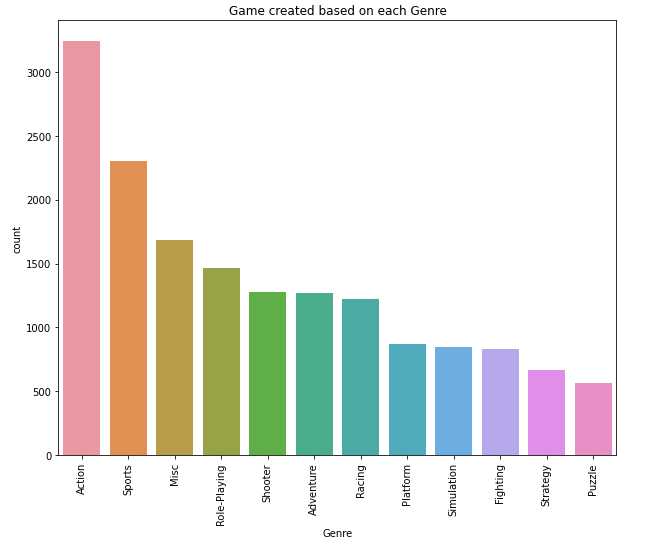 Game created based on each Genre
3000
2500
2000
1500
1000
500
0
count
Action
Sports
Misc
Role-Playing
Shooter
Adventure
Racing
Platform
Simulation
Fighting
Strategy
Puzzle
Genre